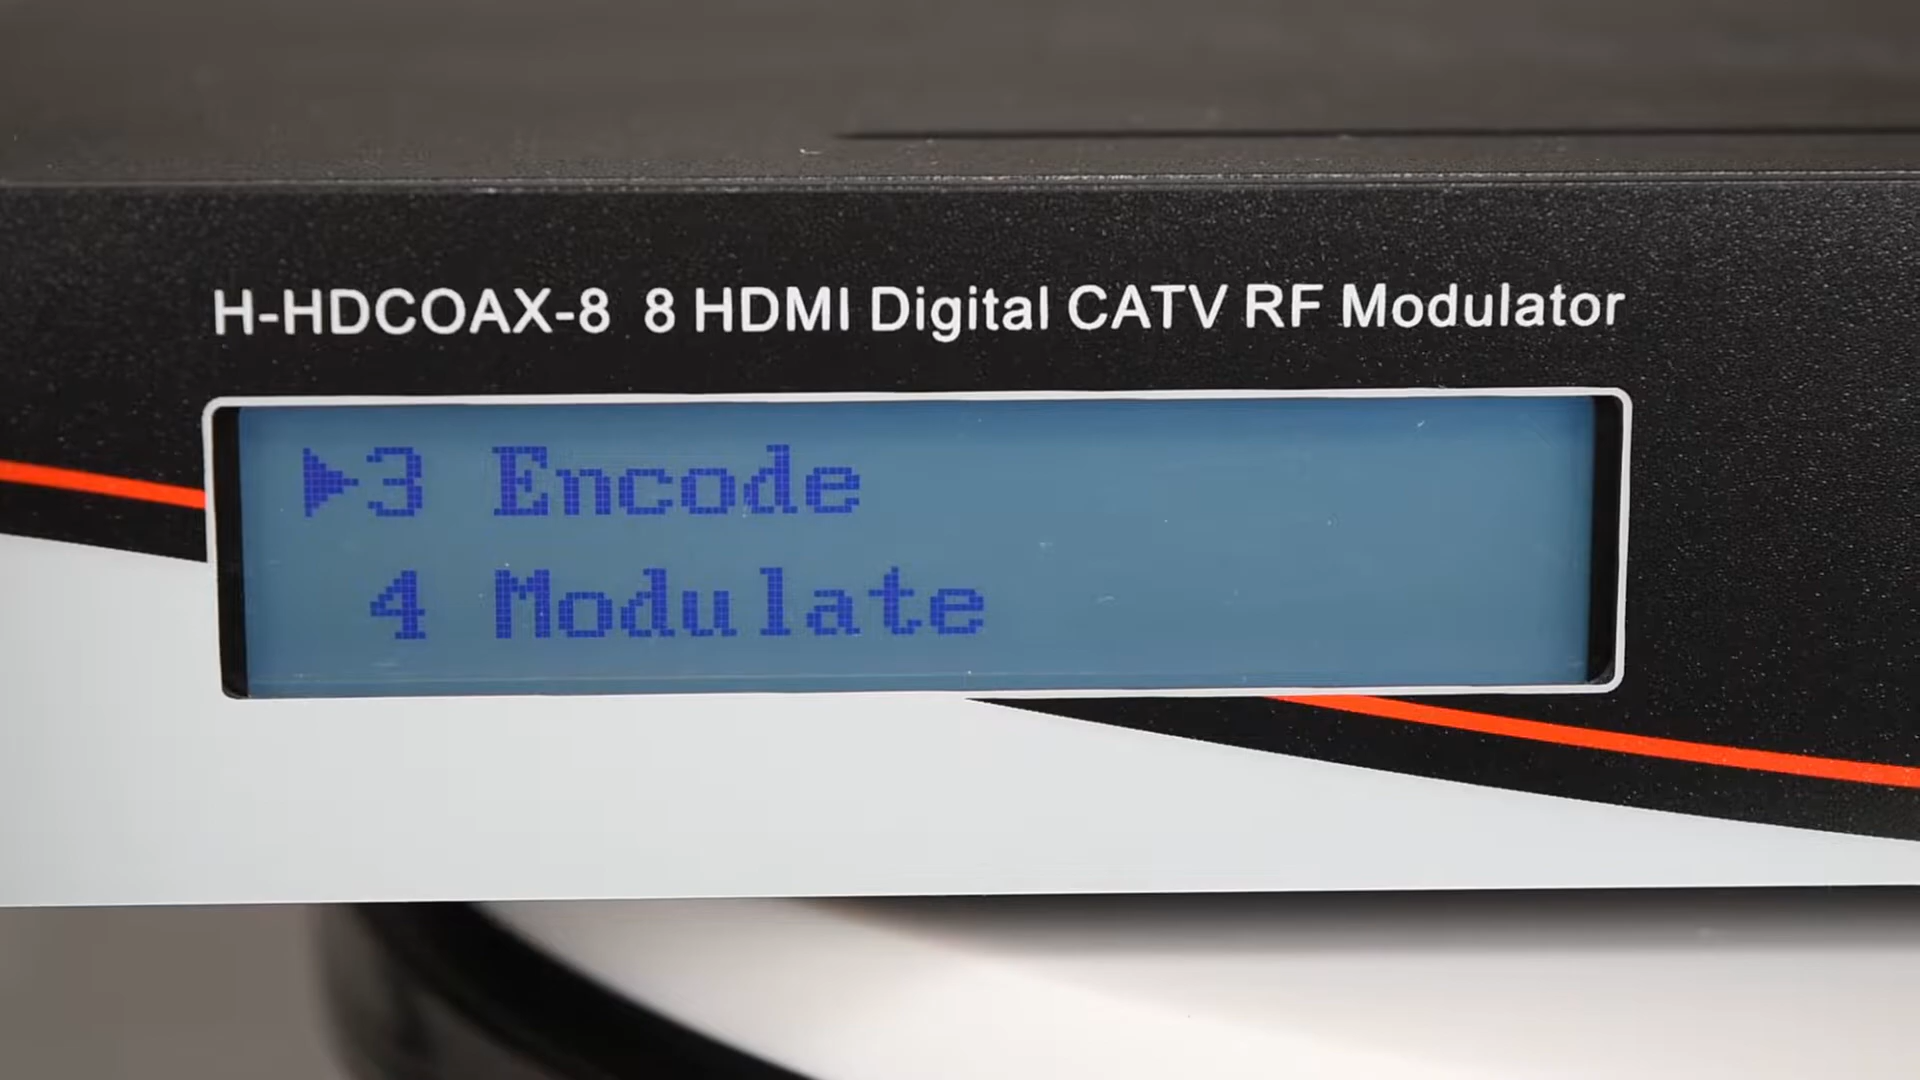 H-HDCOAX-8 8 HDMI Digital CATV RF Modulator
▶3 Encode
4 Modulate